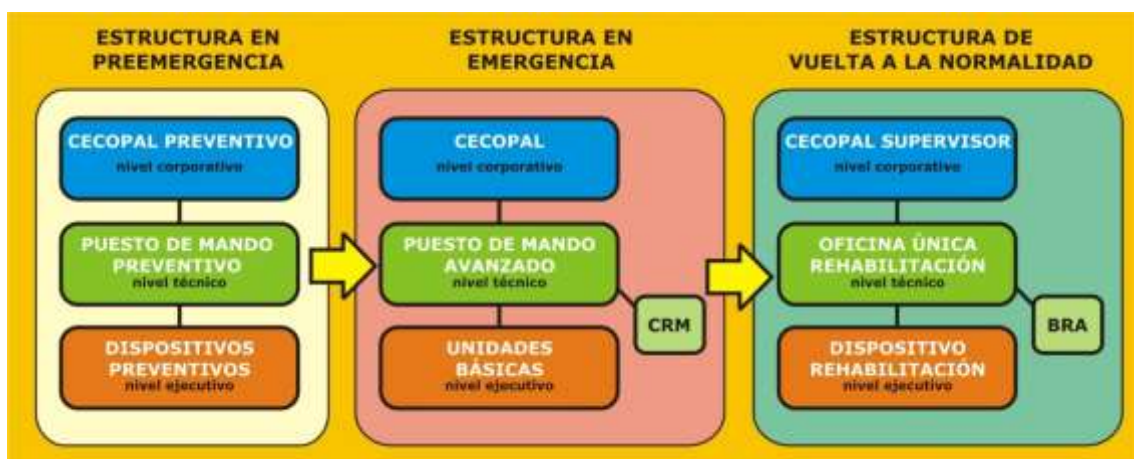 ESTRUCTURA EN
PREEMERGENCIA
CECOPAL PREVENTIVO
nivel corporativo
PUESTO DE MANDO
PREVENTIVO
nivel técnico
DISPOSITIVOS
PREVENTIVOS
nivel ejecutivo
ESTRUCTURA EN
EMERGENCIA
CECOPAL
nivel corporativo
PUESTO DE MANDO
AVANZADO
nivel técnico
CRM
UNIDADES
BÁSICAS
nivel ejecutivo
ESTRUCTURA DE
VUELTA A LA NORMALIDAD
CECOPAL SUPERVISOR
nivel corporativo
OFICINA ÚNICA
REHABILITACIÓN
nivel técnico
BRA
DISPOSITIVO
REHABILITACIÓN
nivel ejecutivo